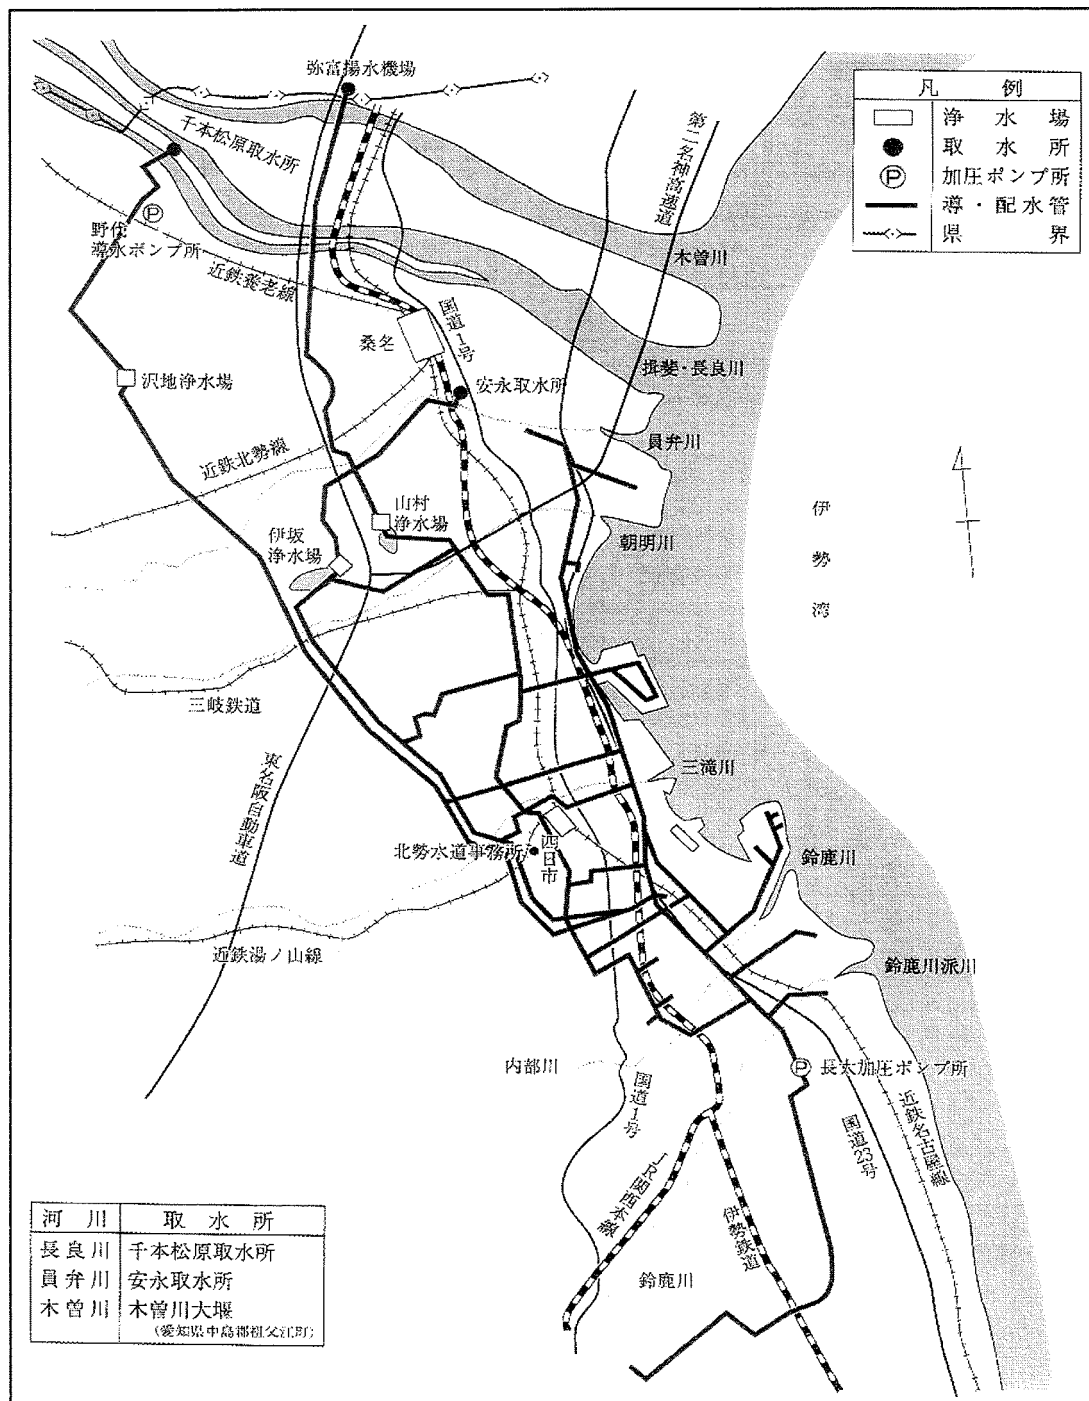 弥富揚水機場
千本松原取水所
野代
導水ポンプ所
近鉄養老線
第二名神高速道
凡例
浄水場
取水所
Ⓟ 加圧ポンプ所
導・配水管
県界
木曽川
国道1号
桑名
揖斐・長良川
沢地浄水場
安永取水所
員弁川
近鉄北勢線
山村
浄水場
伊坂
浄水場
朝明川
伊勢湾
三岐鉄道
東名阪自動車道
三滝川
北勢水道事務所
四日市
鈴鹿川
近鉄湯ノ山線
鈴鹿川派川
内部川
国道1号
Ⓟ 長太加圧ポンプ所
近鉄名古屋線
国道23号
JR関西本線
伊勢鉄道
鈴鹿川
河川 取水所
長良川 千本松原取水所
員弁川 安永取水所
木曽川 木曽川大堰
(愛知県中島郡祖父江町)